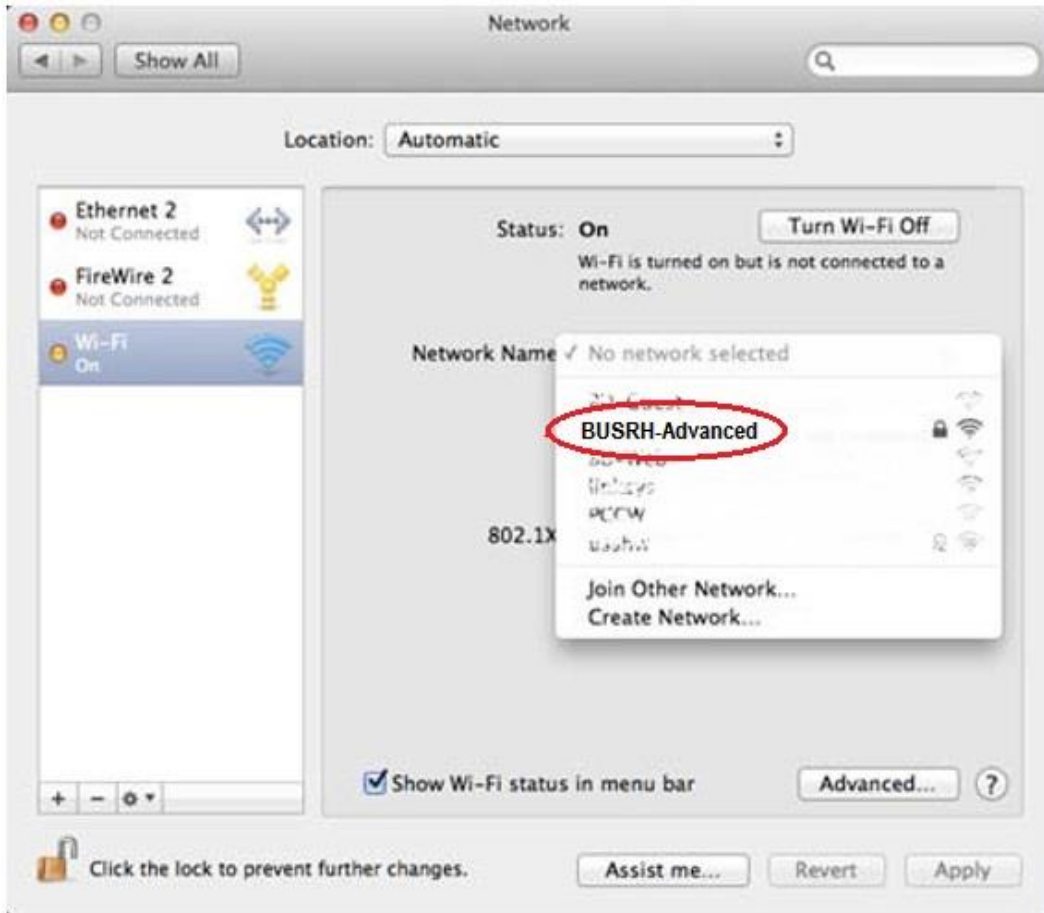 Network
Show All
Location: Automatic
Ethernet 2
Not Connected
FireWire 2
Not Connected
Wi-Fi
On
Status: On
Turn Wi-Fi Off
Wi-Fi is turned on but is not connected to a
network.
Network Name ✓ No network selected
BUSRH-Advanced
linksys
PCCW
802.1X
Join Other Network...
Create Network...
Show Wi-Fi status in menu bar
Advanced... ?
Click the lock to prevent further changes.
Assist me... Revert Apply